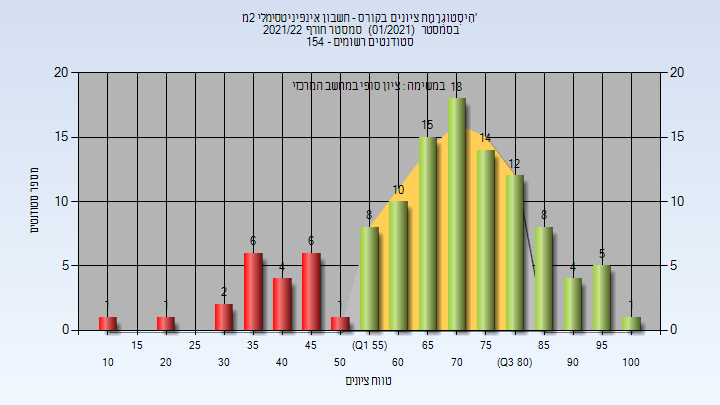 היסטוגרמת ציונים בקורס - חשבון אינפיניטסימלי 2מ'
בסמסטר (01/2021) סמסטר חורף 2021/22
סטודנטים רשומים - 154
במשימה : ציון סופי במחשב המרכזי
מספר סטודנטים
20 20
15 15
10 10
5 5
0 0
1 1 2 6 4 6 1 8 10 15 18 14 12 8 4 5 1
15 25 35 45 (Q1 55) 65 75 85 95
10 20 30 40 50 60 70 (Q3 80) 90 100
טווח ציונים